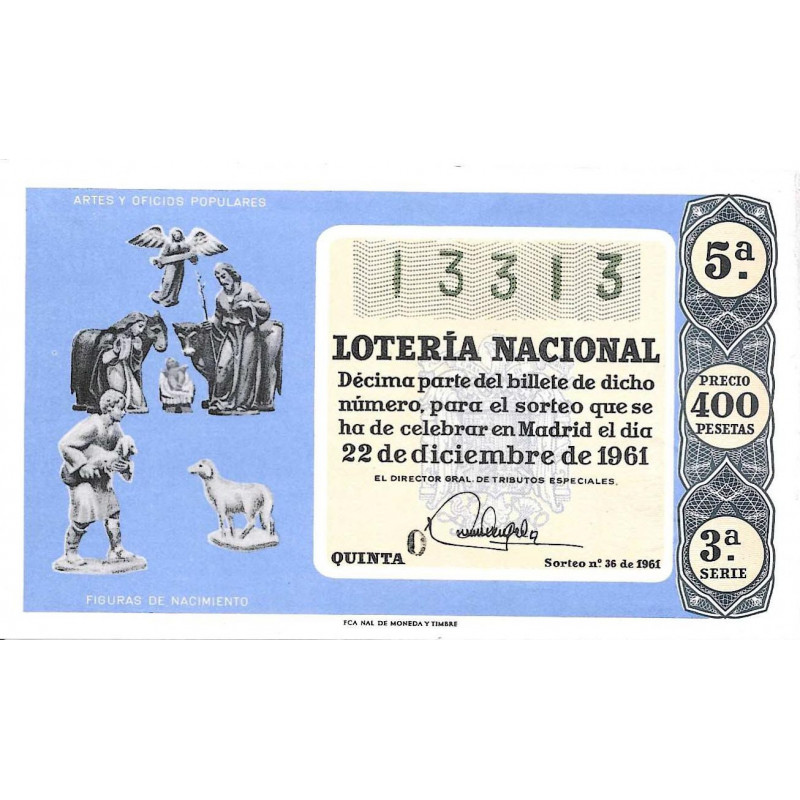 ARTES Y OFICIOS POPULARES
13313
LOTERÍA NACIONAL
Décima parte del billete de dicho
número, para el sorteo que se
ha de celebrar en Madrid el dia
22 de diciembre de 1961
EL DIRECTOR GRAL. DE TRIBUTOS ESPECIALES.
QUINTA 0
Sorteo nº. 36 de 1961
5ª.
PRECIO
400
PESETAS
3ª.
SERIE
FIGURAS DE NACIMIENTO
FCA NAL DE MONEDA Y TIMBRE